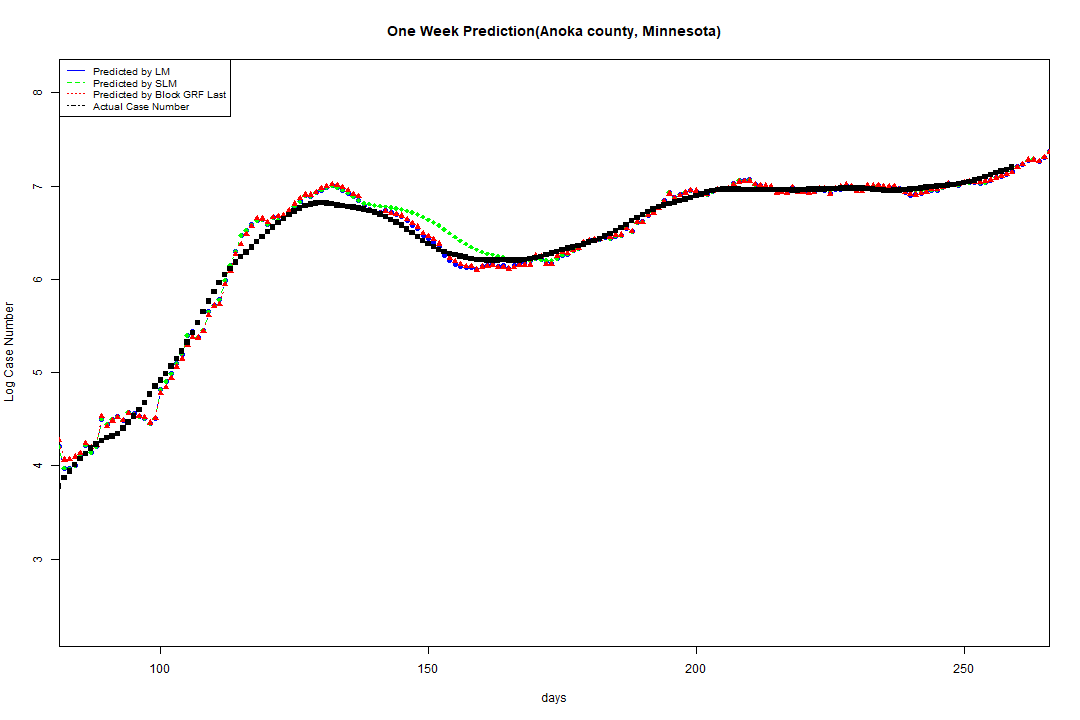 One Week Prediction(Anoka county, Minnesota)
Predicted by LM
Predicted by SLM
Predicted by Block GRF Last
Actual Case Number
8
7
6
5
4
3
Log Case Number
100 150 200 250
days